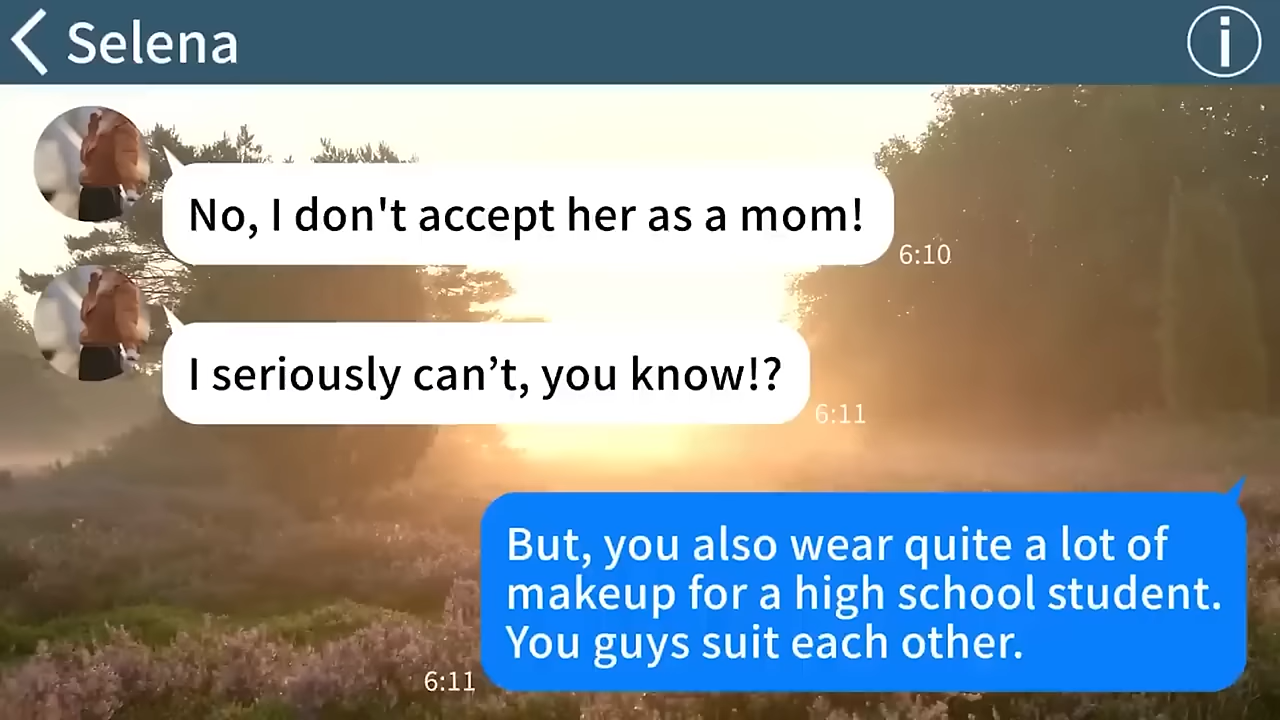 Selena
No, I don't accept her as a mom!
6:10
I seriously can’t, you know!?
6:11
But, you also wear quite a lot of
makeup for a high school student.
You guys suit each other.
6:11